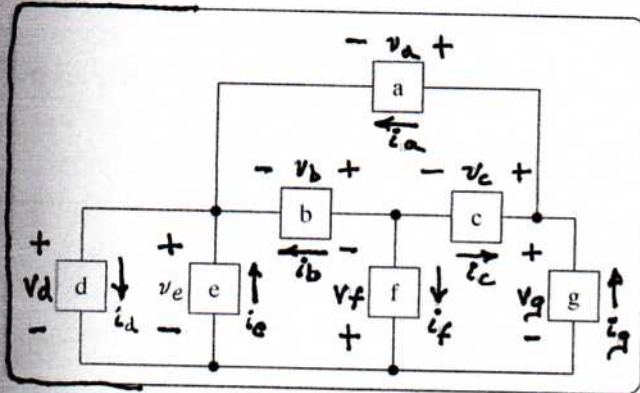 − va +
a
ia
− vb + − vc +
b c
+ + ib − ic +
vd d id ve e ie vf f if vg g ig
− − + −